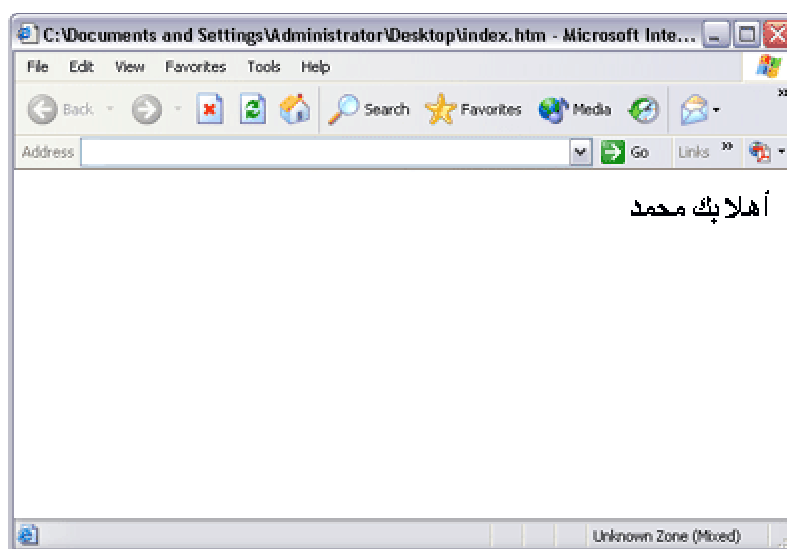 C:\Documents and Settings\Administrator\Desktop\index.htm - Microsoft Inte...
File Edit View Favorites Tools Help
Back Search Favorites Media
Address Go Links
أهلا بك محمد
Unknown Zone (Mixed)